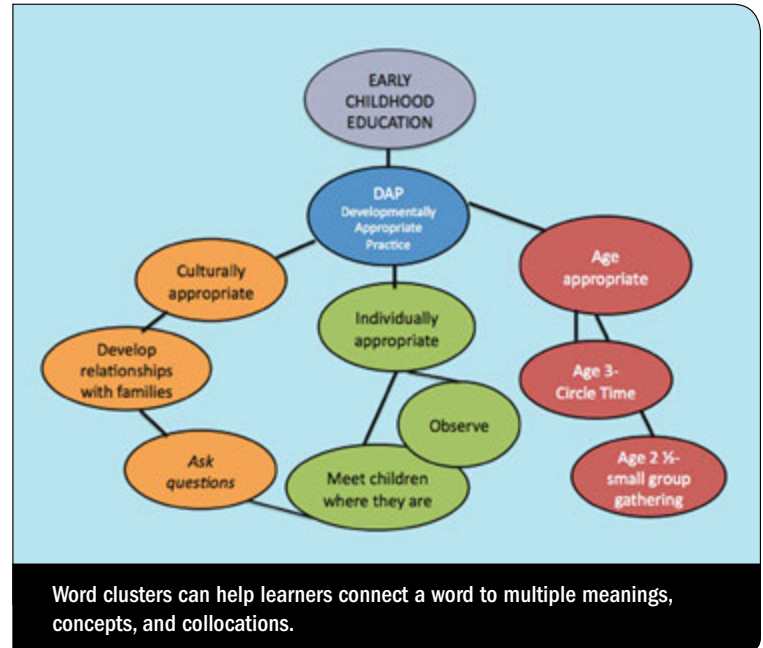 EARLY
CHILDHOOD
EDUCATION
DAP
Developmentally
Appropriate
Practice
Culturally
appropriate
Develop
relationships
with families
Ask
questions
Individually
appropriate
Observe
Meet children
where they are
Age
appropriate
Age 3-
Circle Time
Age 2 ½-
small group
gathering
Word clusters can help learners connect a word to multiple meanings,
concepts, and collocations.